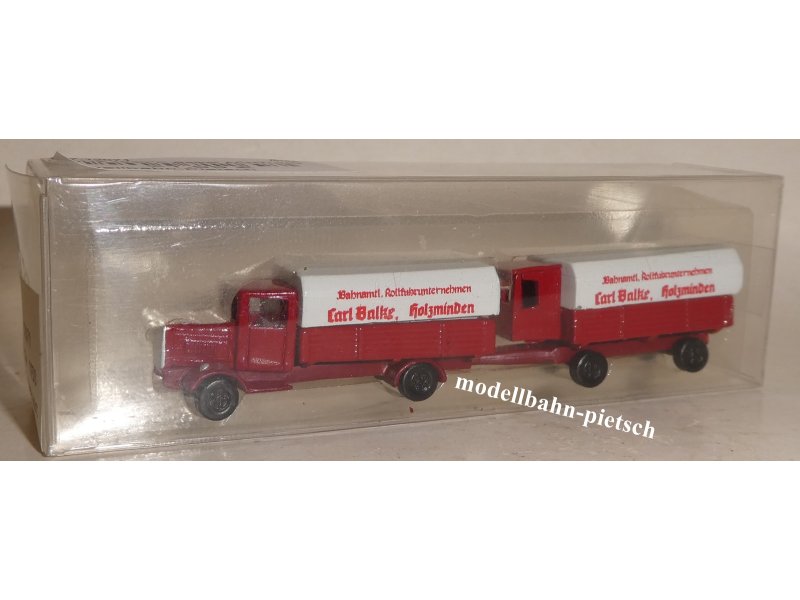 Bahnamtl. Rollfuhrunternehmen
Carl Balke, Holzminden
Bahnamtl. Rollfuhrunternehmen
Carl Balke, Holzminden
modellbahn-pietsch